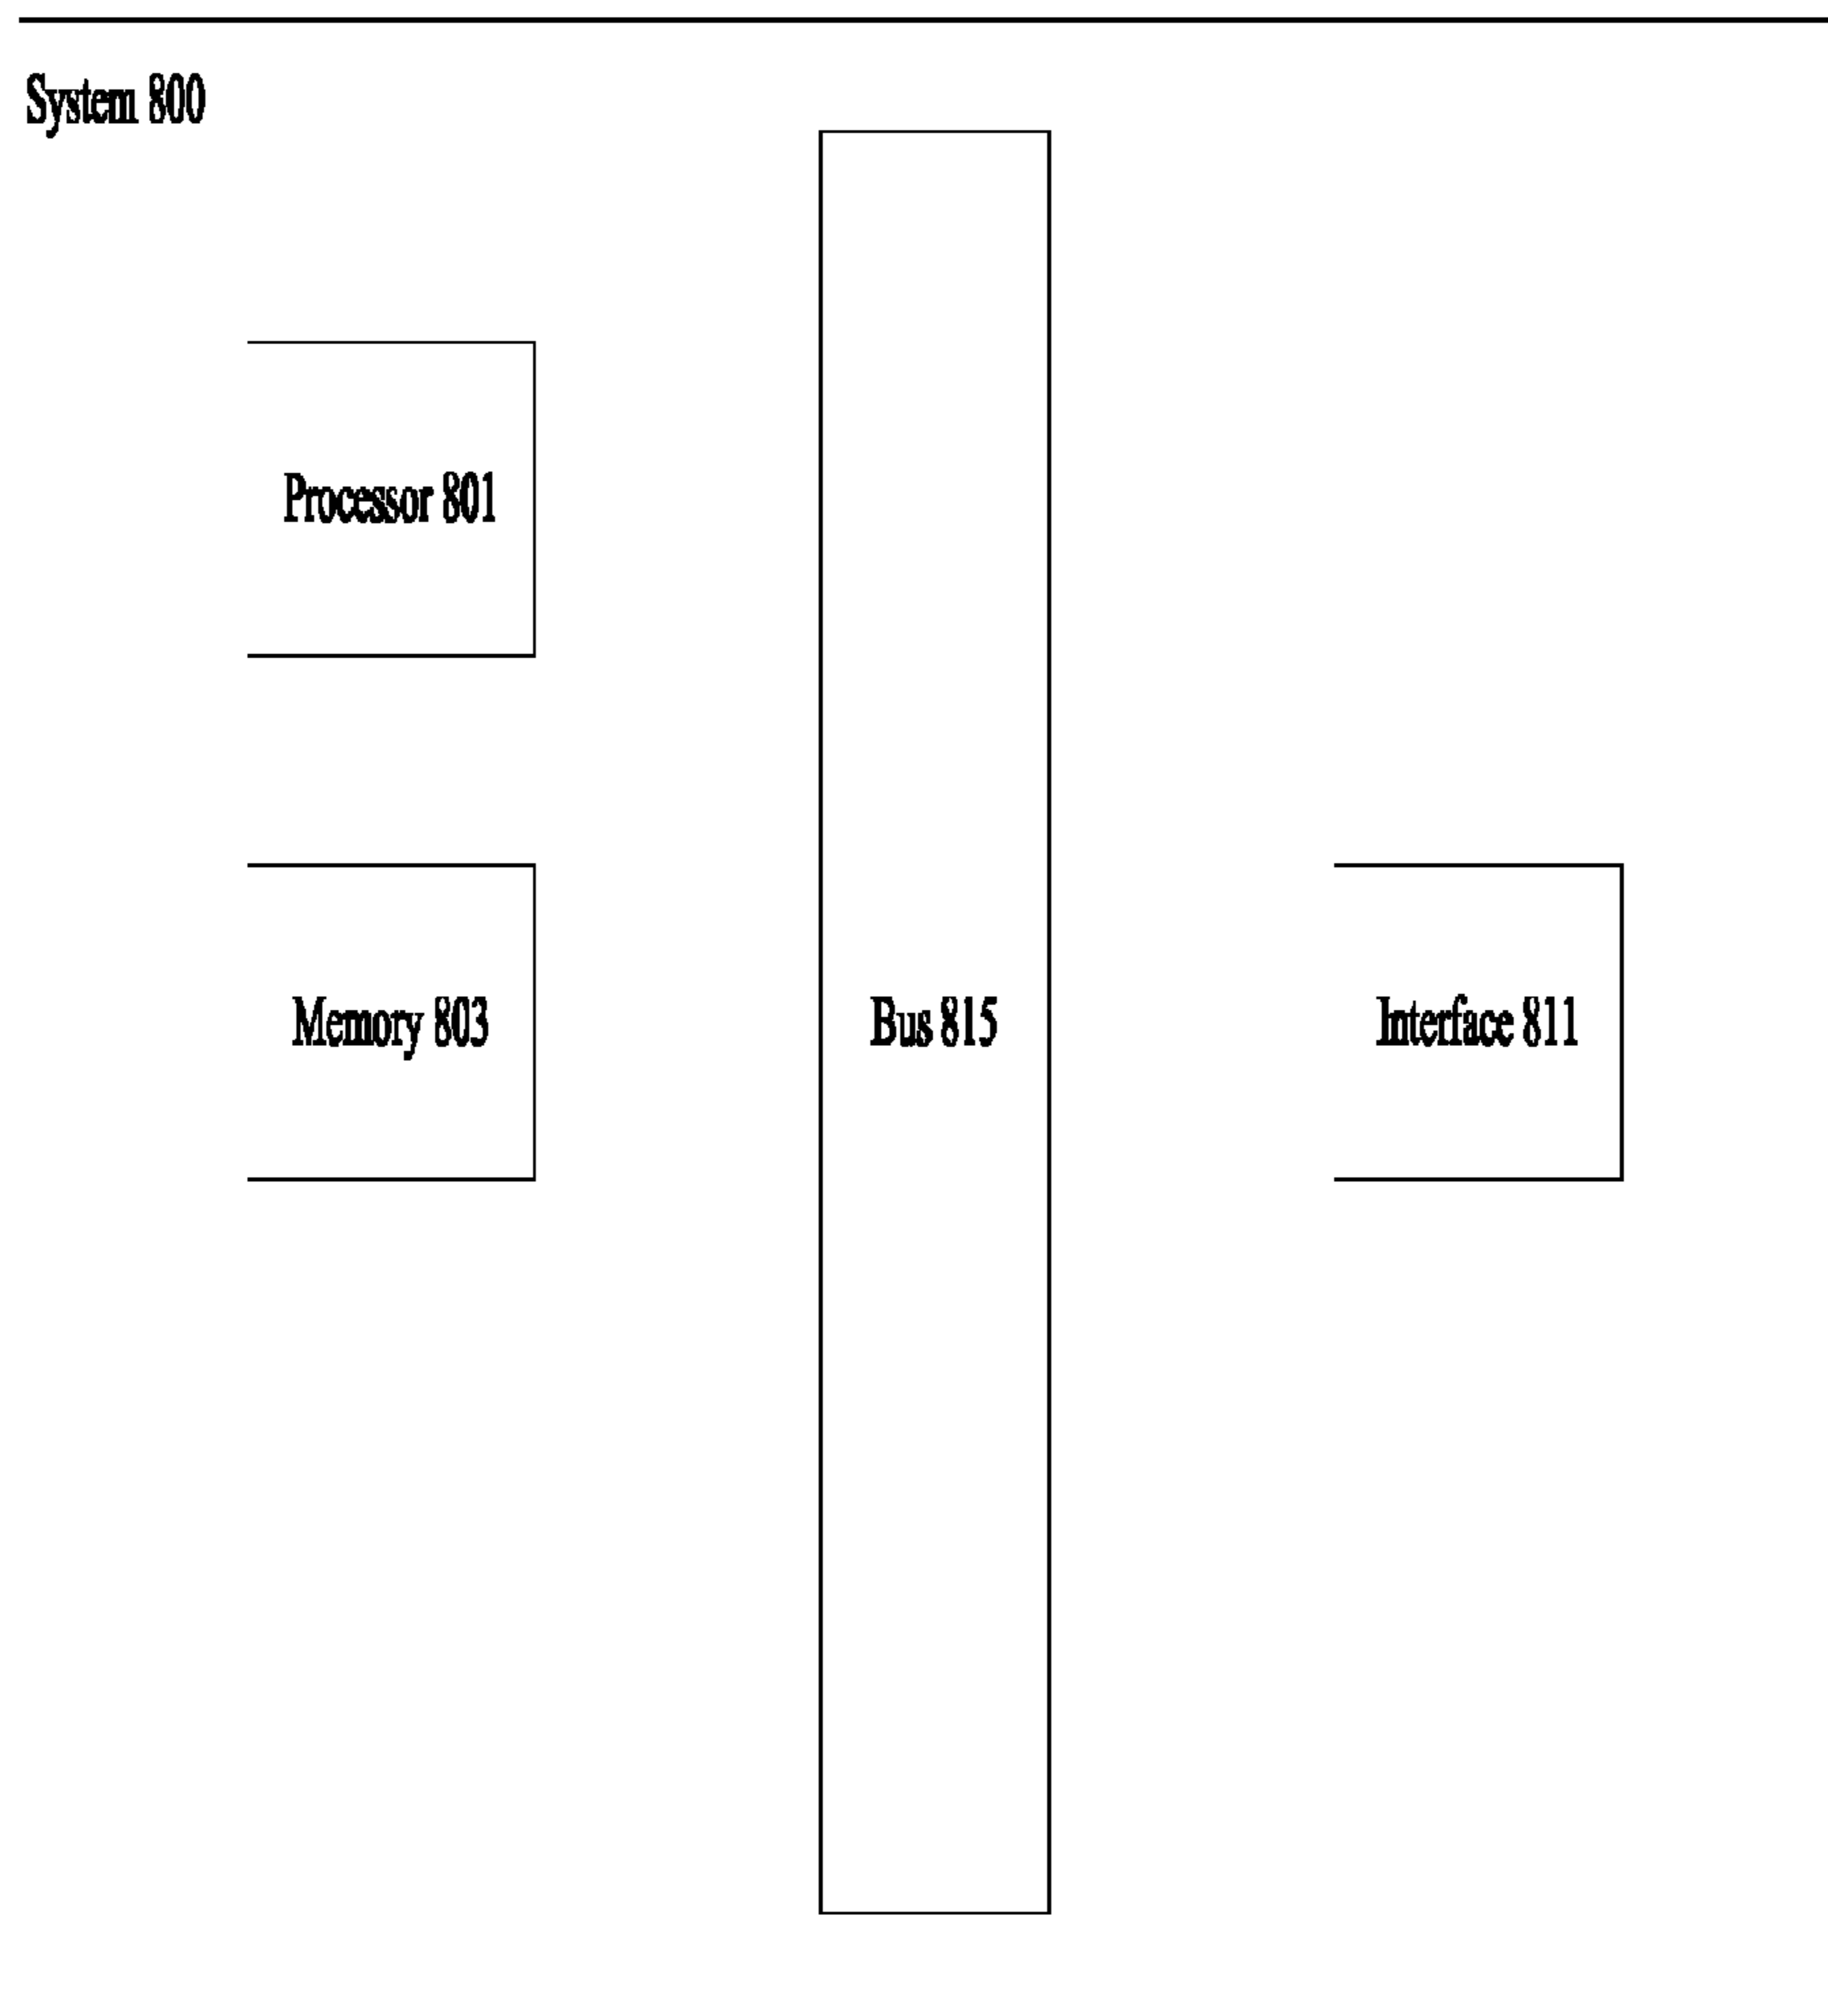 System 800
Processor 801
Memory 803
Bus 815
Interface 811